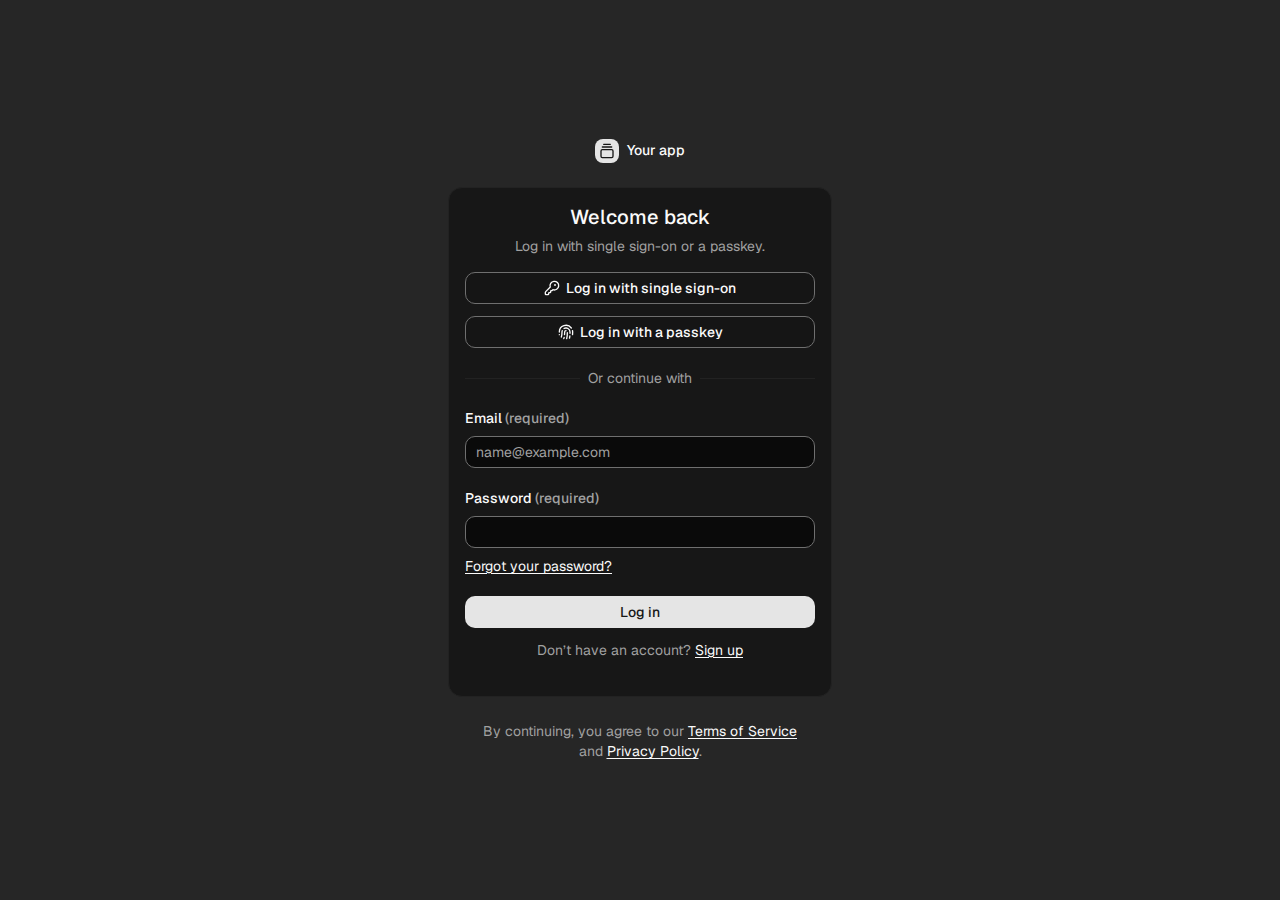 Your app
Welcome back
Log in with single sign-on or a passkey.
Log in with single sign-on
Log in with a passkey
Or continue with
Email (required)
name@example.com
Password (required)
Forgot your password?
Log in
Don't have an account? Sign up
By continuing, you agree to our Terms of Service
and Privacy Policy.